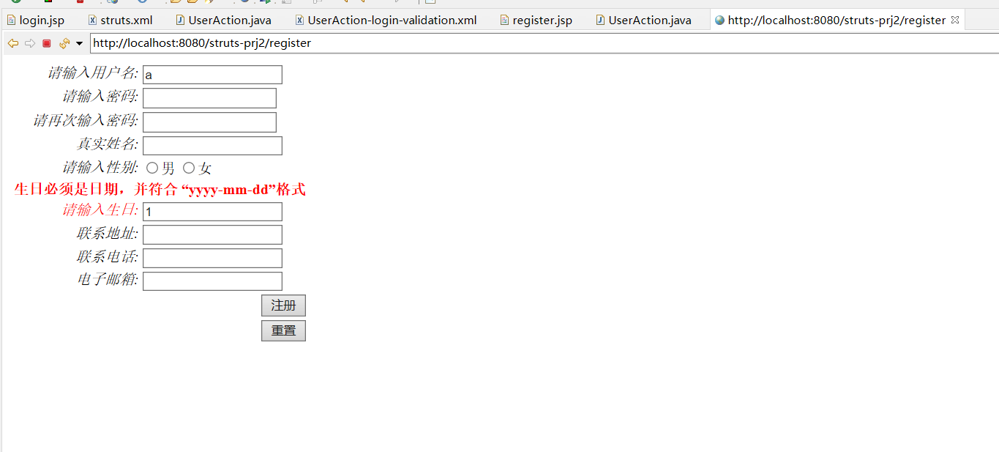 login.jsp struts.xml UserAction.java UserAction-login-validation.xml register.jsp UserAction.java http://localhost:8080/struts-prj2/register
http://localhost:8080/struts-prj2/register
请输入用户名: a
请输入密码:
请再次输入密码:
真实姓名:
请输入性别: 男 女
生日必须是日期，并符合 “yyyy-mm-dd”格式
请输入生日: 1
联系地址:
联系电话:
电子邮箱:
注册
重置